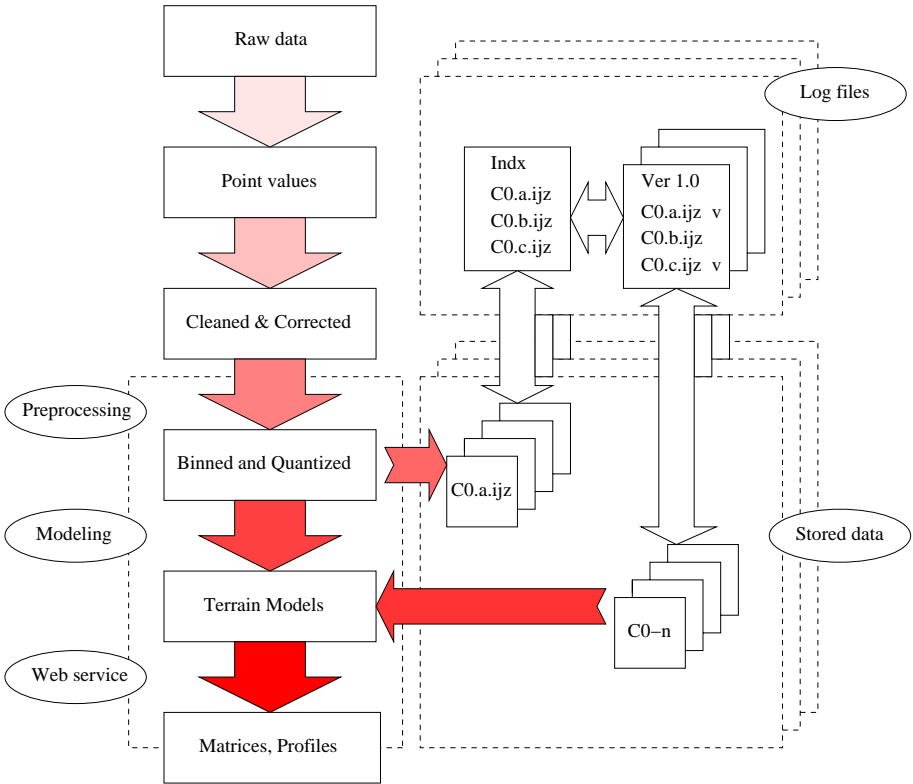 Raw data
Log files
Point values
Indx
C0.a.ijz
C0.b.ijz
C0.c.ijz
Ver 1.0
C0.a.ijz v
C0.b.ijz
C0.c.ijz v
Cleaned & Corrected
Preprocessing
Binned and Quantized
C0.a.ijz
Modeling
Stored data
Terrain Models
C0−n
Web service
Matrices, Profiles